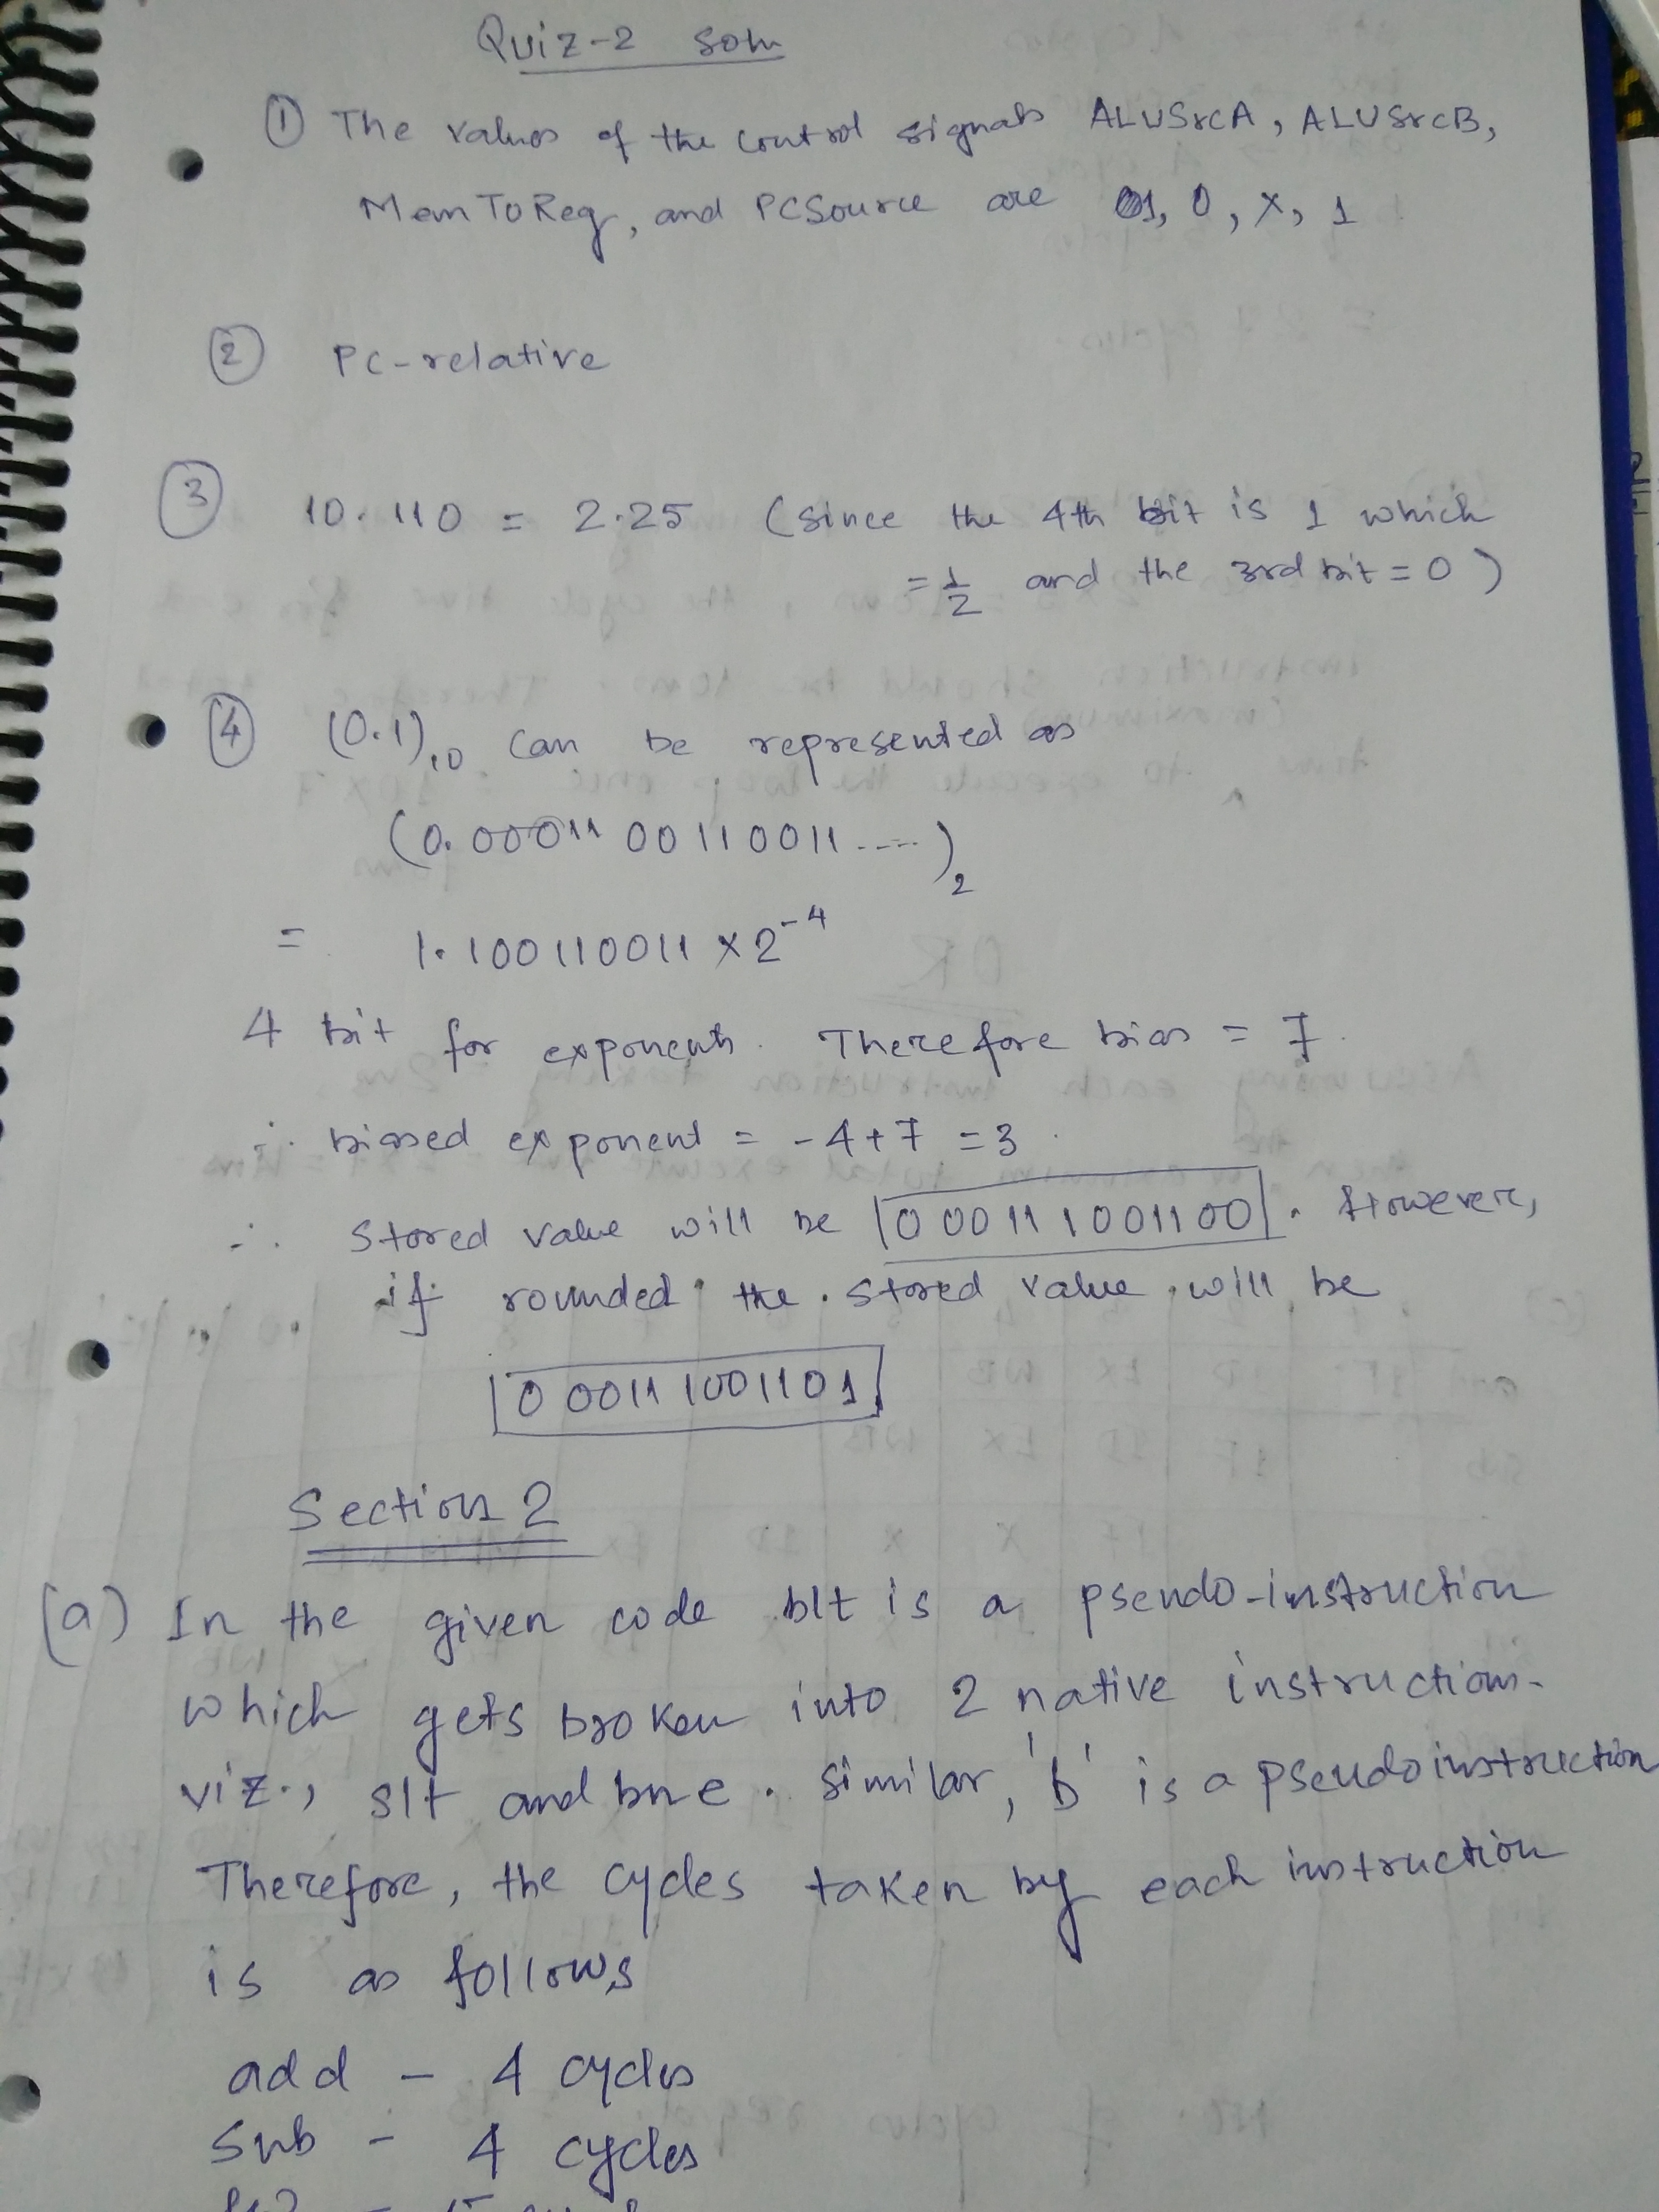 Quiz-2 soln
① The values of the control signals ALUSrcA, ALUSrcB,
MemToReg, and PCSource are 1, 0, X, 1
② PC-relative
③ 10.110 = 2.25 (since the 4th bit is 1 which
= 1/2 and the 3rd bit = 0)
④ (0.1)₁₀ can be represented as
(0.00011 00110011 ----)₂
= 1.100110011 × 2⁻⁴
4 bit for exponent. Therefore bias = 7.
∴ biased exponent = -4+7 = 3.
∴ stored value will be 0 0011 1001100. However,
if rounded the stored value will be
0 0011 1001101
Section 2
(a) In the given code blt is a pseudo-instruction
which gets broken into 2 native instructions.
viz., slt and bne. similar, 'b' is a pseudoinstruction
Therefore, the cycles taken by each instruction
is as follows
add - 4 cycles
sub - 4 cycles